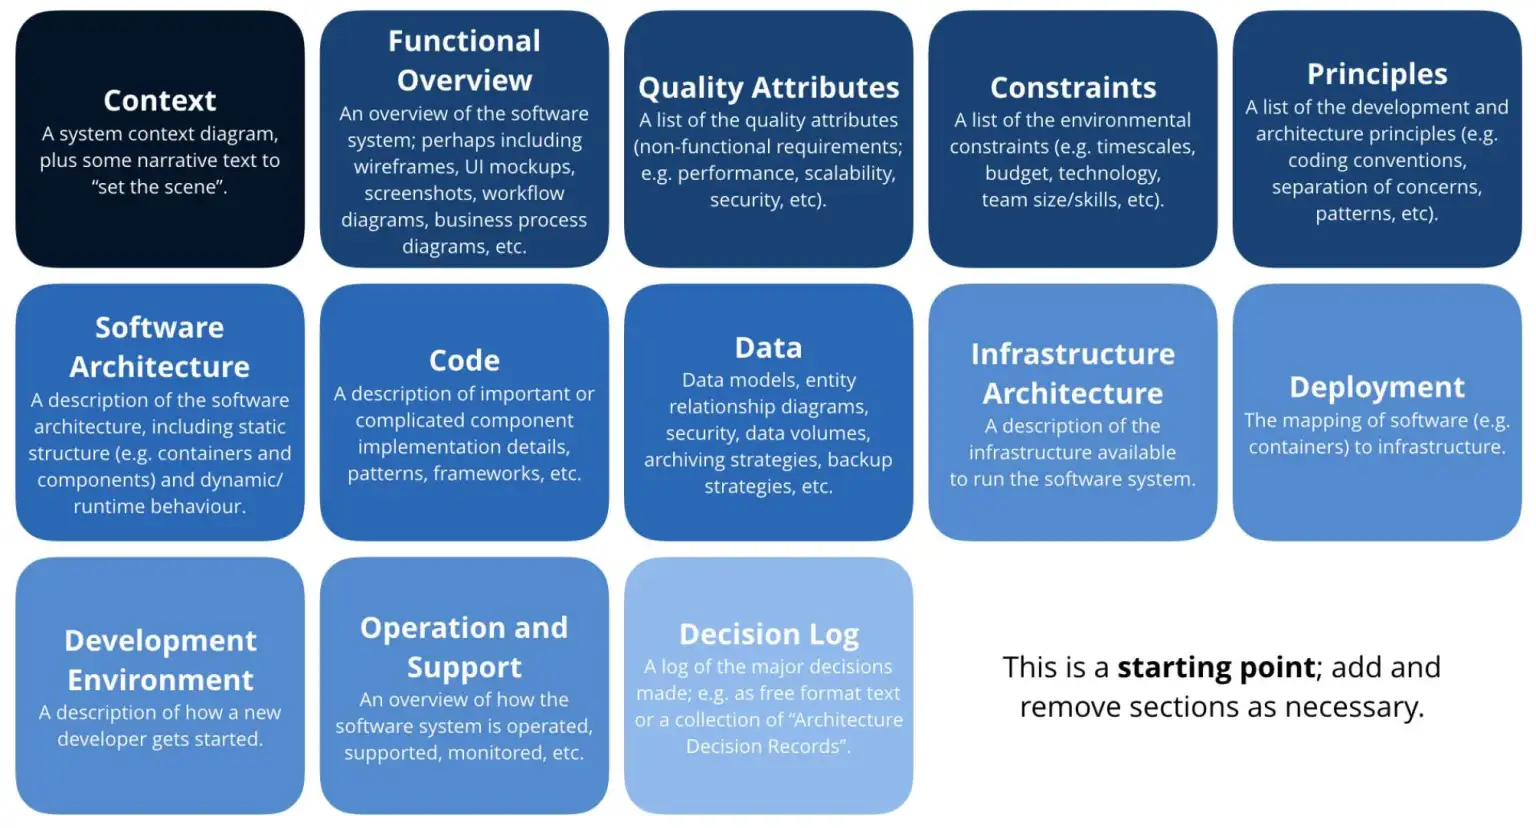 Context
A system context diagram,
plus some narrative text to
“set the scene”.
Functional
Overview
An overview of the software
system; perhaps including
wireframes, UI mockups,
screenshots, workflow
diagrams, business process
diagrams, etc.
Quality Attributes
A list of the quality attributes
(non-functional requirements;
e.g. performance, scalability,
security, etc).
Constraints
A list of the environmental
constraints (e.g. timescales,
budget, technology,
team size/skills, etc).
Principles
A list of the development and
architecture principles (e.g.
coding conventions,
separation of concerns,
patterns, etc).
Software
Architecture
A description of the software
architecture, including static
structure (e.g. containers and
components) and dynamic/
runtime behaviour.
Code
A description of important or
complicated component
implementation details,
patterns, frameworks, etc.
Data
Data models, entity
relationship diagrams,
security, data volumes,
archiving strategies, backup
strategies, etc.
Infrastructure
Architecture
A description of the
infrastructure available
to run the software system.
Deployment
The mapping of software (e.g.
containers) to infrastructure.
Development
Environment
A description of how a new
developer gets started.
Operation and
Support
An overview of how the
software system is operated,
supported, monitored, etc.
Decision Log
A log of the major decisions
made; e.g. as free format text
or a collection of “Architecture
Decision Records”.
This is a starting point; add and
remove sections as necessary.